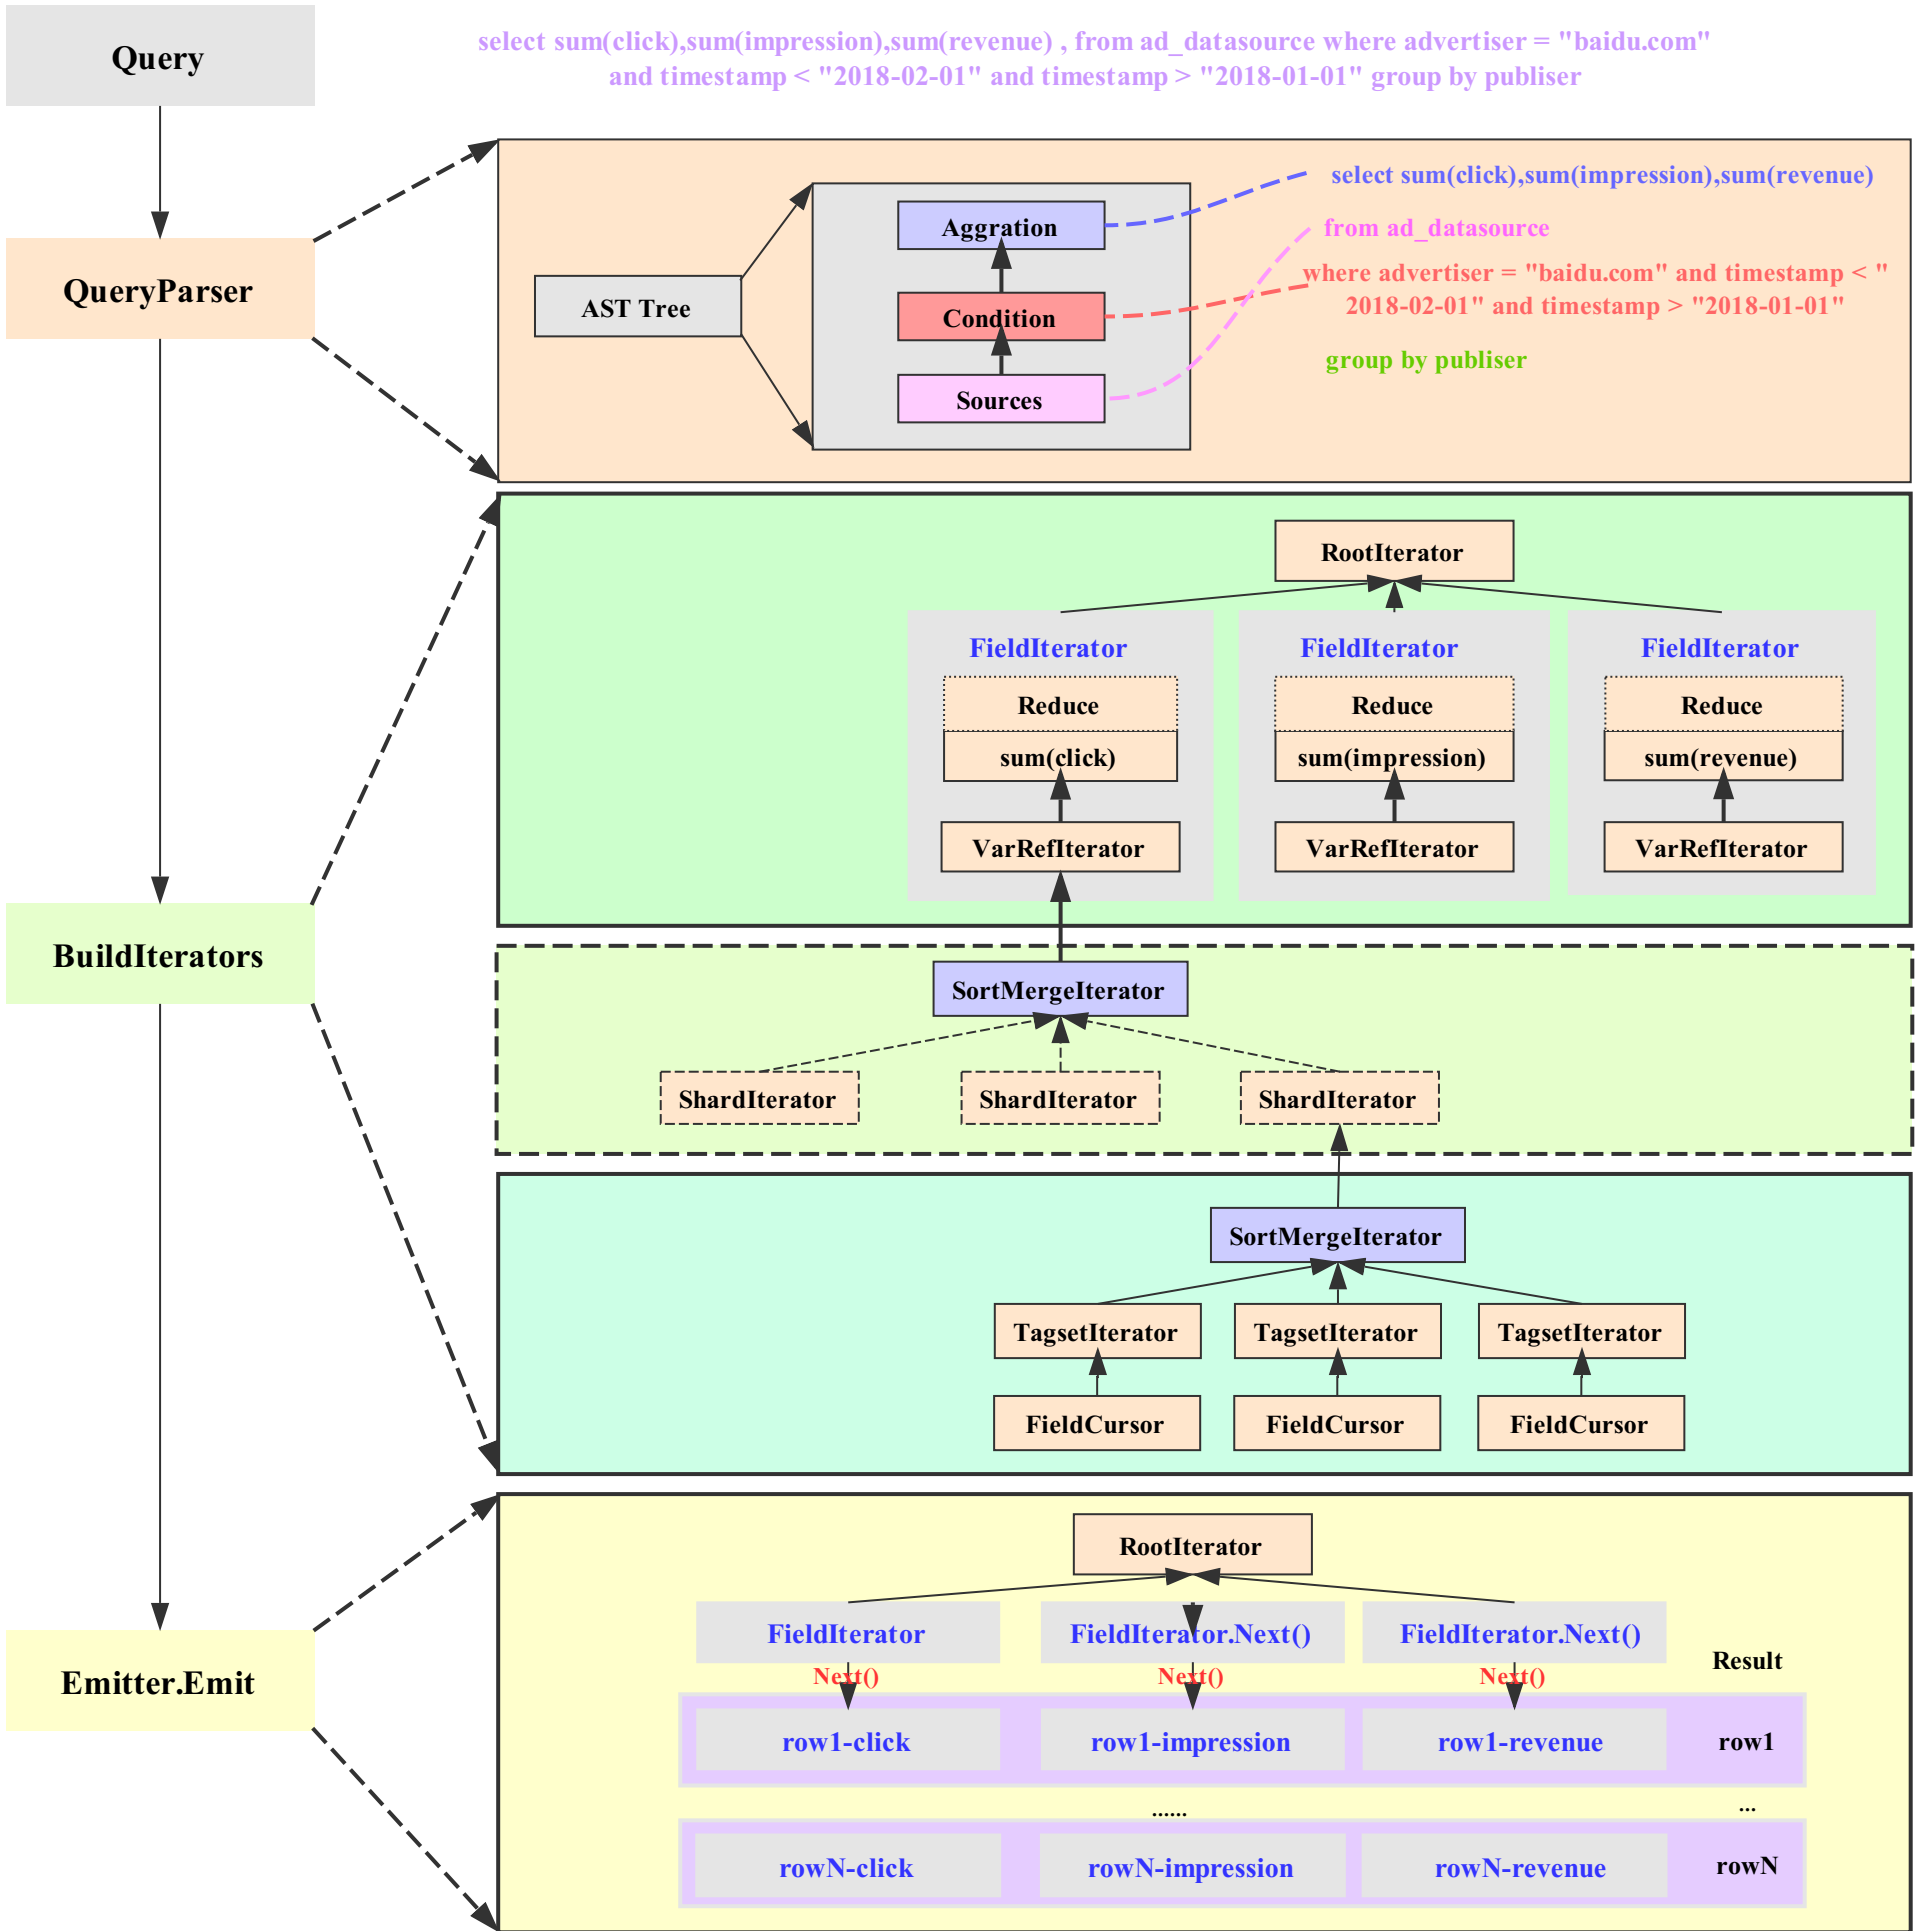 Query
select sum(click),sum(impression),sum(revenue) , from ad_datasource where advertiser = "baidu.com"
and timestamp < "2018-02-01" and timestamp > "2018-01-01" group by publiser
QueryParser
AST Tree
Aggration
Condition
Sources
select sum(click),sum(impression),sum(revenue)
from ad_datasource
where advertiser = "baidu.com" and timestamp < "
2018-02-01" and timestamp > "2018-01-01"
group by publiser
BuildIterators
RootIterator
FieldIterator
FieldIterator
FieldIterator
Reduce
Reduce
Reduce
sum(click)
sum(impression)
sum(revenue)
VarRefIterator
VarRefIterator
VarRefIterator
SortMergeIterator
ShardIterator
ShardIterator
ShardIterator
SortMergeIterator
TagsetIterator
TagsetIterator
TagsetIterator
FieldCursor
FieldCursor
FieldCursor
Emitter.Emit
RootIterator
FieldIterator
FieldIterator.Next()
FieldIterator.Next()
Result
Next()
Next()
Next()
row1-click
row1-impression
row1-revenue
row1
......
...
rowN-click
rowN-impression
rowN-revenue
rowN